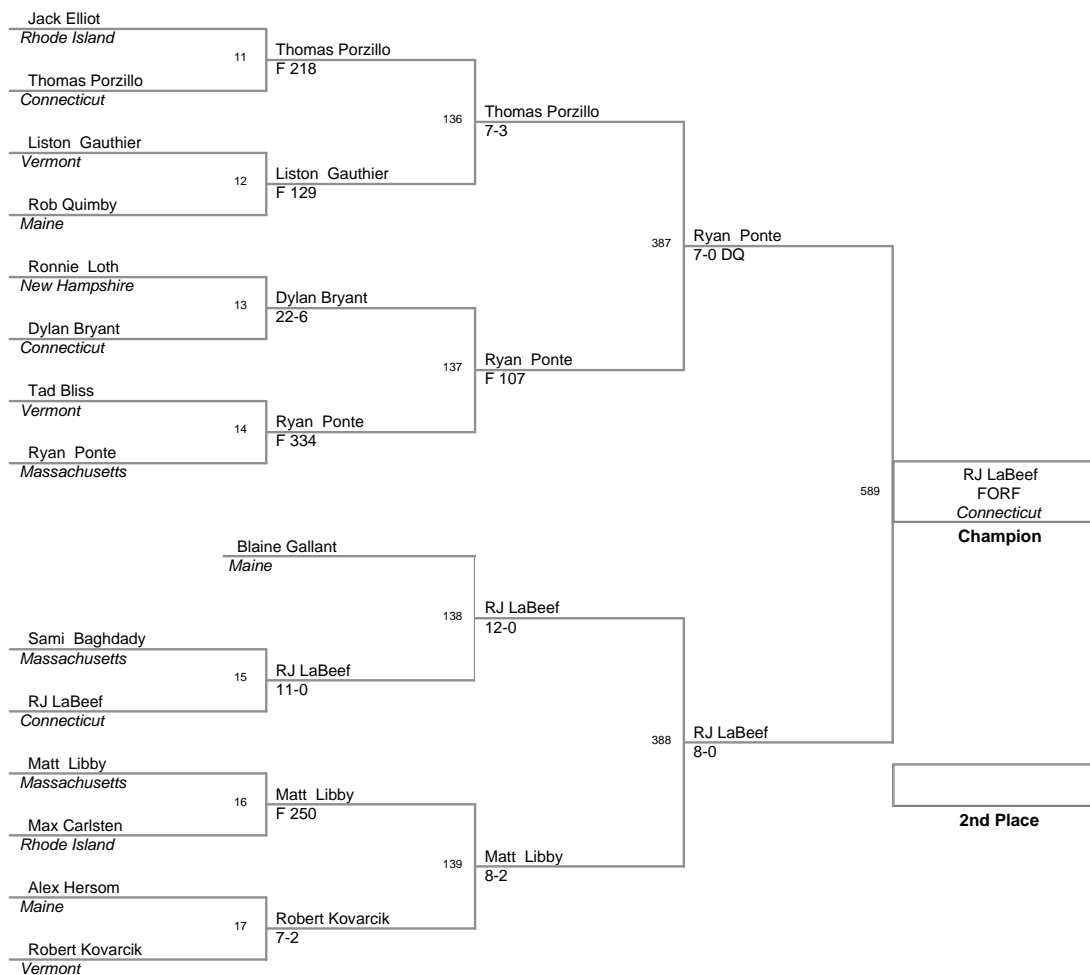 Jack Elliot
Rhode Island
11
Thomas Porzillo
F 218
Thomas Porzillo
Connecticut
136
Thomas Porzillo
7-3
Liston Gauthier
Vermont
12
Liston Gauthier
F 129
Rob Quimby
Maine
387
Ryan Ponte
7-0 DQ
Ronnie Loth
New Hampshire
13
Dylan Bryant
22-6
Dylan Bryant
Connecticut
137
Ryan Ponte
F 107
Tad Bliss
Vermont
14
Ryan Ponte
F 334
Ryan Ponte
Massachusetts
589
RJ LaBeef
FORF
Connecticut
Champion
Blaine Gallant
Maine
138
RJ LaBeef
12-0
Sami Baghdady
Massachusetts
15
RJ LaBeef
11-0
RJ LaBeef
Connecticut
388
RJ LaBeef
8-0
Matt Libby
Massachusetts
16
Matt Libby
F 250
Max Carlsten
Rhode Island
2nd Place
139
Matt Libby
8-2
Alex Hersom
Maine
17
Robert Kovarcik
7-2
Robert Kovarcik
Vermont